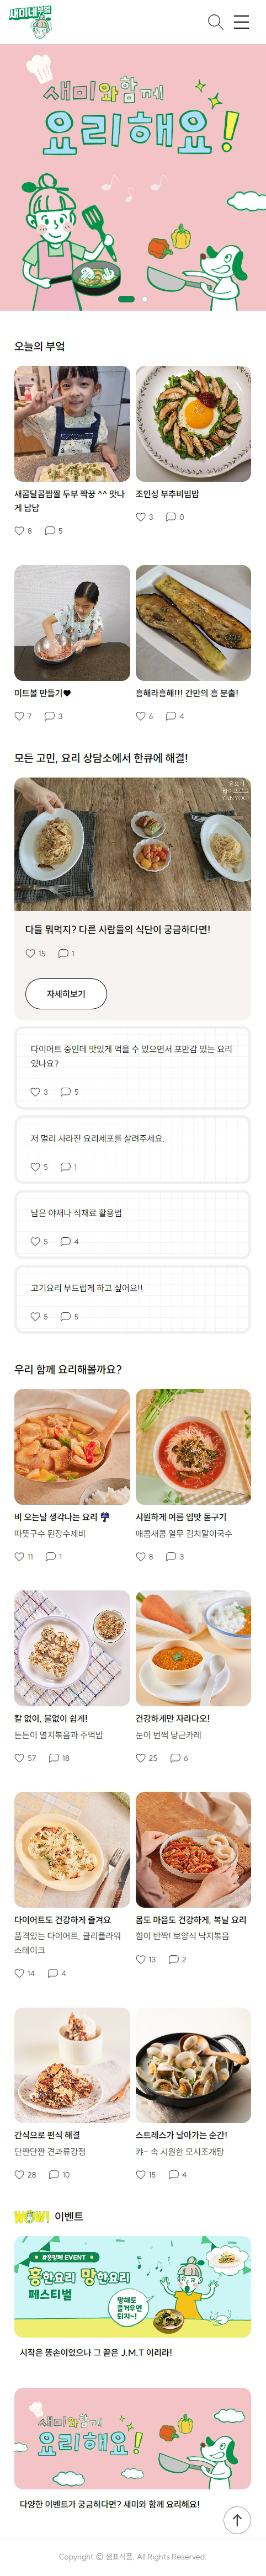 새미네부엌
새미와함께
요리해요!
오늘의 부엌
새콤달콤짭짤 두부 짝꿍 ^^ 맛나
게 냠냠
8 5
조인성 부추비빔밥
3 0
미트볼 만들기🖤
7 3
흥해라흥해!!! 간만의 흥 분출!
6 4
모든 고민, 요리 상담소에서 한큐에 해결!
다들 뭐먹지? 다른 사람들의 식단이 궁금하다면!
15 1
자세히보기
다이어트 중인데 맛있게 먹을 수 있으면서 포만감 있는 요리
있나요?
3 5
저 멀리 사라진 요리세포를 살려주세요.
5 1
남은 야채나 식재료 활용법
5 4
고기요리 부드럽게 하고 싶어요!!
5 5
우리 함께 요리해볼까요?
비 오는날 생각나는 요리
따뜻구수 된장수제비
11 1
시원하게 여름 입맛 돋구기
매콤새콤 열무 김치말이국수
8 3
칼 없이, 불없이 쉽게!
튼튼이 멸치볶음과 주먹밥
57 18
건강하게만 자라다오!
눈이 번쩍 당근카레
25 6
다이어트도 건강하게 즐겨요
품격있는 다이어트, 콜리플라워
스테이크
14 4
몸도 마음도 건강하게, 복날 요리
힘이 반짝! 보양식 낙지볶음
13 2
간식으로 편식 해결
단짠단짠 견과류강정
28 10
스트레스가 날아가는 순간!
캬~ 속 시원한 모시조개탕
15 4
WOW! 이벤트
#흥망해 EVENT
흥한요리 망한요리
페스티벌
망해도
즐거우면
되지~!
시작은 똥손이었으나 그 끝은 J.M.T 이리라!
새미와함께
요리해요!
다양한 이벤트가 궁금하다면? 새미와 함께 요리해요!
Copyright © 샘표식품. All Rights Reserved.